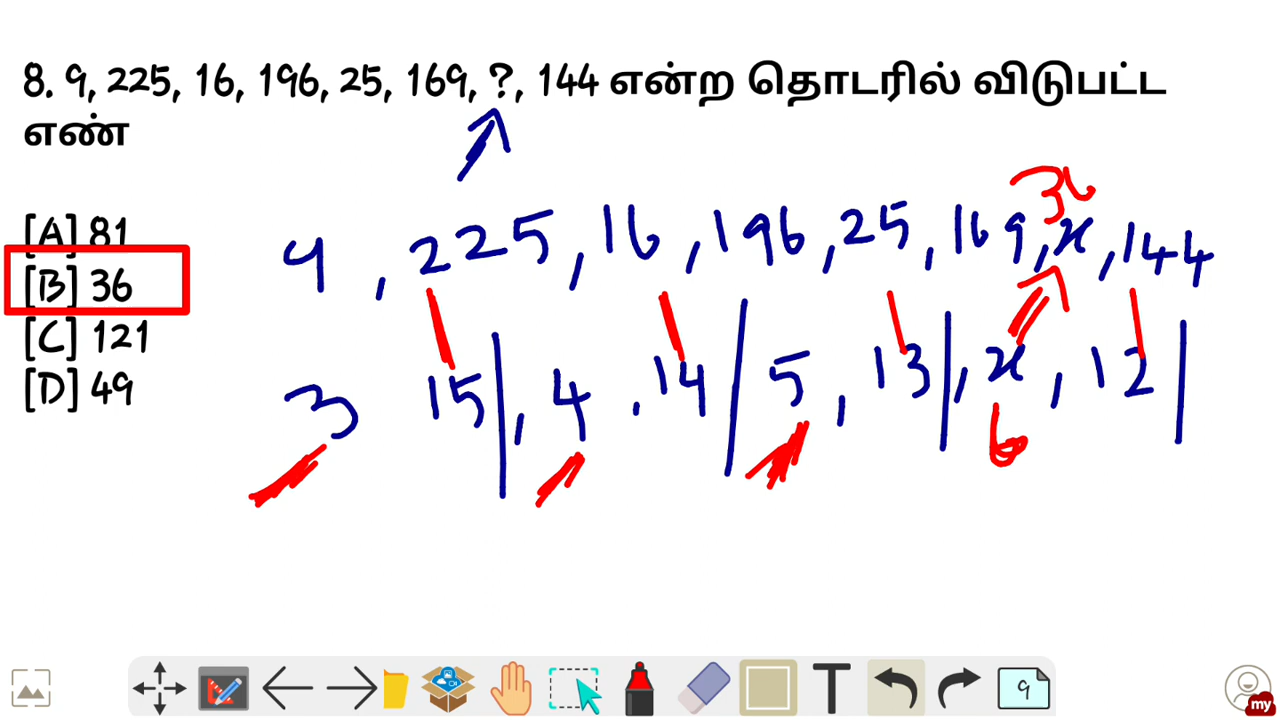 8. 9, 225, 16, 196, 25, 169, ?, 144 என்ற தொடரில் விடுபட்ட
எண்
[A] 81
[B] 36
[C] 121
[D] 49
36
9 , 225 , 16 , 196 , 25 , 169 , x , 144
3 15 | , 4 . 14 | 5 , 13 | , x , 12 |
6
T
9
my